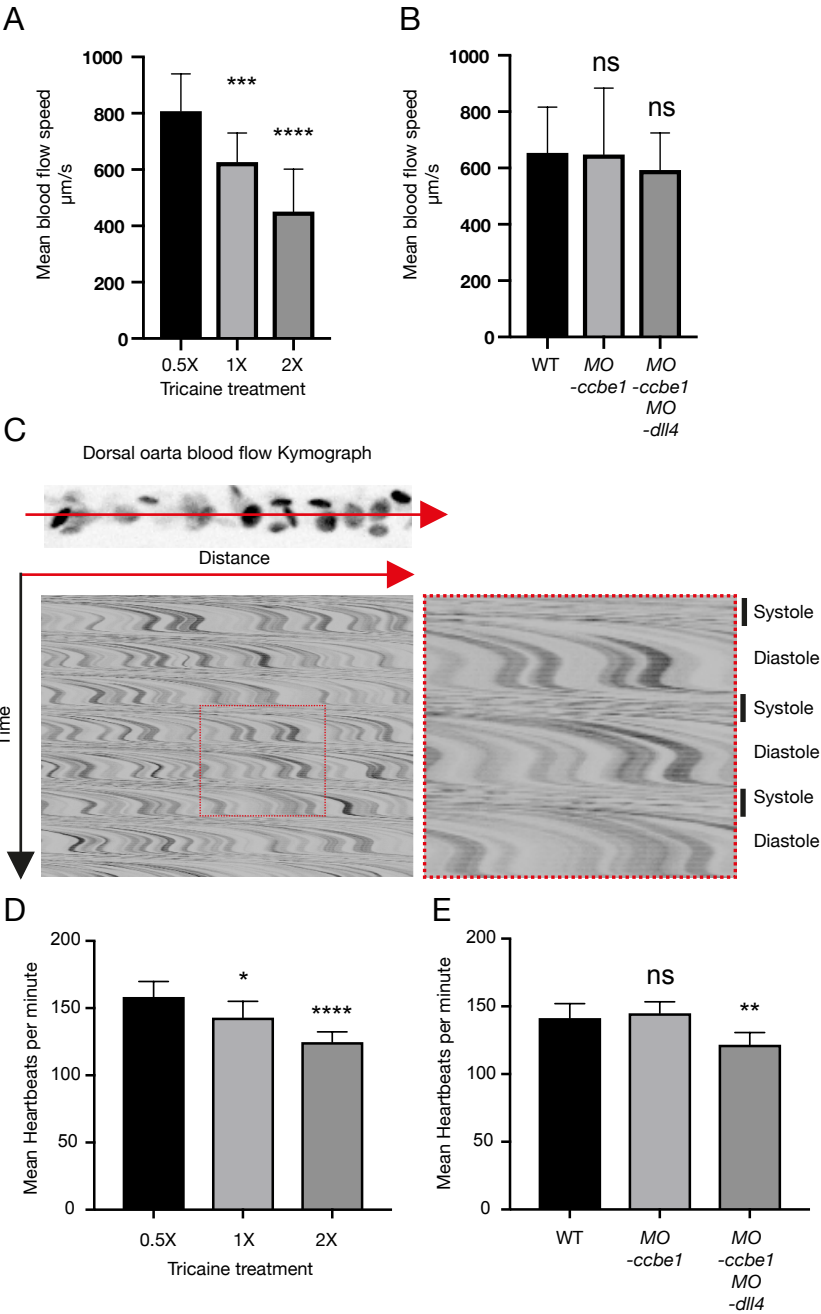 A
Mean blood flow speed
µm/s
1000
800
600
400
200
0
***
****
0.5X 1X 2X
Tricaine treatment
B
Mean blood flow speed
µm/s
1000
800
600
400
200
0
ns
ns
WT MO MO
-ccbe1 -ccbe1
MO
-dll4
C
Dorsal oarta blood flow Kymograph
Distance
Time
Systole
Diastole
Systole
Diastole
Systole
Diastole
D
Mean Heartbeats per minute
200
150
100
50
0
*
****
0.5X 1X 2X
Tricaine treatment
E
Mean Heartbeats per minute
200
150
100
50
0
ns
**
WT MO MO
-ccbe1 -ccbe1
MO
-dll4